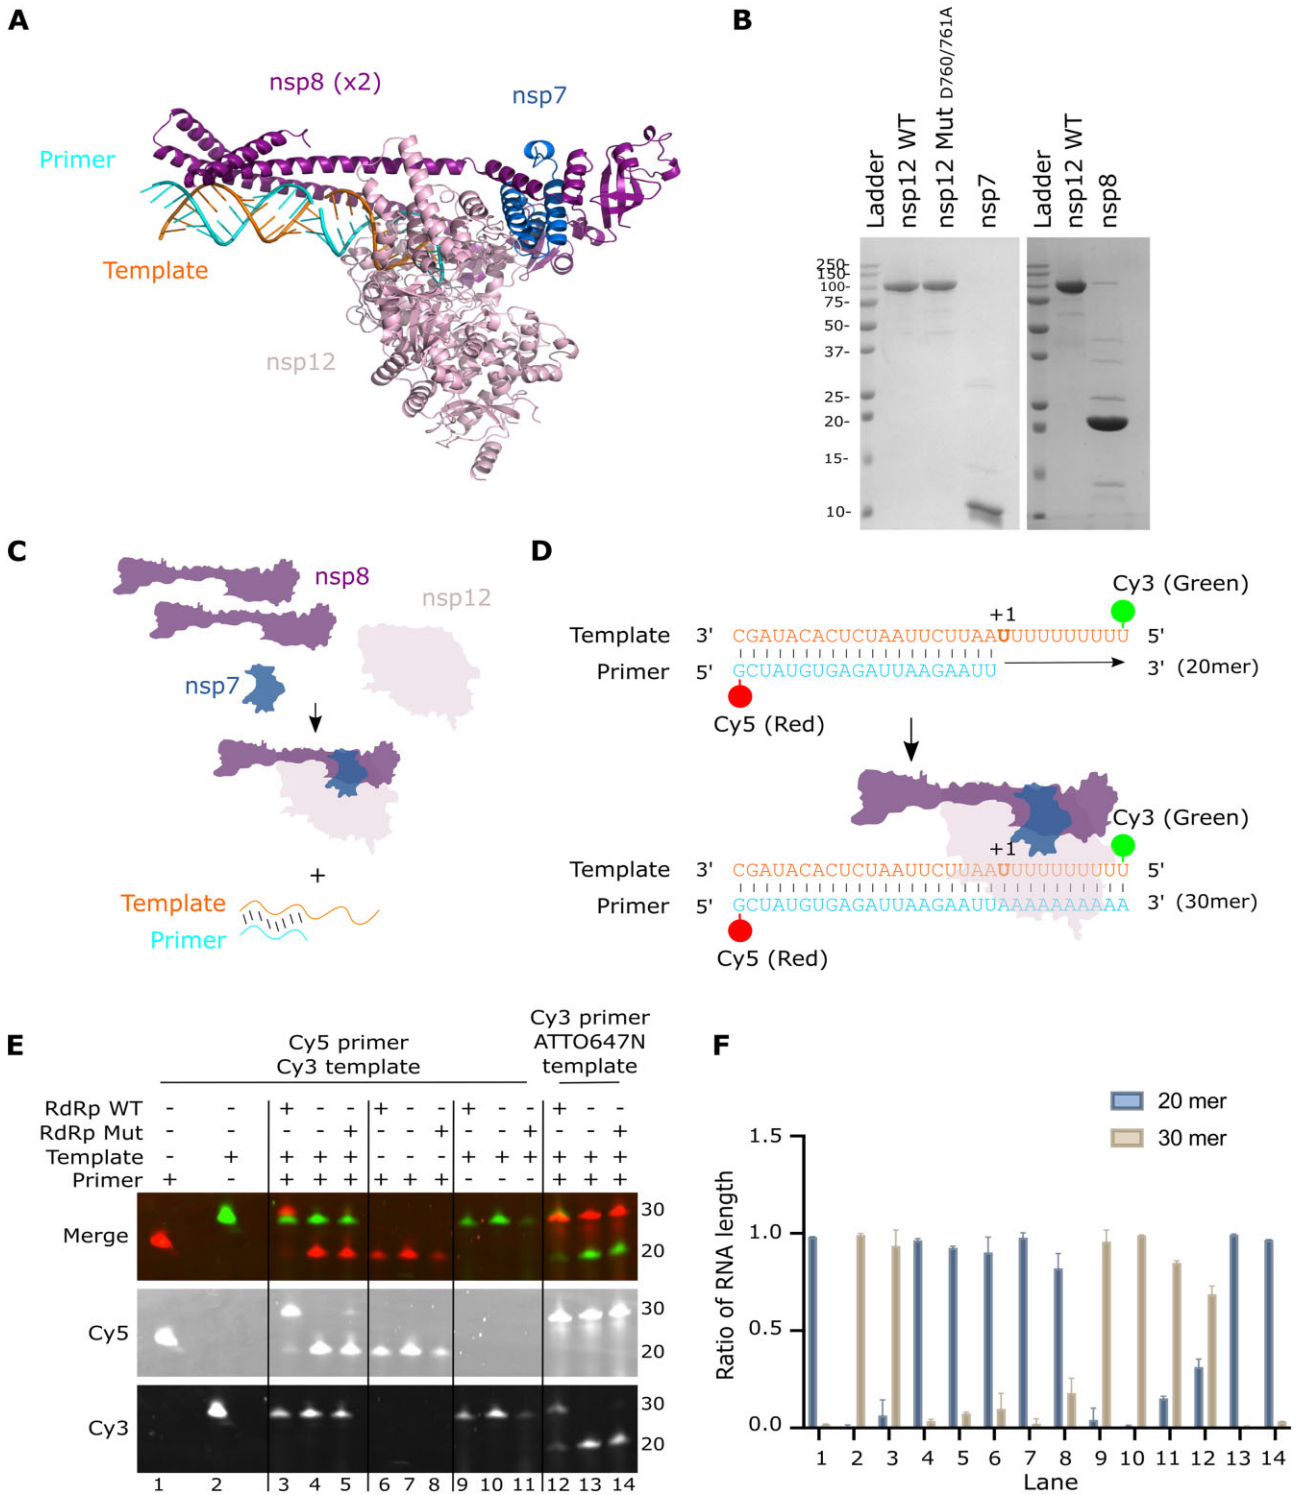 A
nsp8 (x2)
nsp7
Primer
Template
nsp12
B
Ladder
nsp12 WT
nsp12 Mut D760/761A
nsp7
Ladder
nsp12 WT
nsp8
250-
150-
100-
75-
50-
37-
25-
20-
15-
10-
C
nsp8
nsp12
nsp7
+
Template
Primer
D
Cy3 (Green)
+1
Template 3' CGAUACACUCUAAUUCUUAAUUUUUUUUUU 5'
Primer 5' GCUAUGUGAGAUUAAGAAUU 3' (20mer)
Cy5 (Red)
Cy3 (Green)
+1
Template 3' CGAUACACUCUAAUUCUUAAUUUUUUUUUU 5'
Primer 5' GCUAUGUGAGAUUAAGAAUUAAAAAAAAAA 3' (30mer)
Cy5 (Red)
E
Cy5 primer
Cy3 template
Cy3 primer
ATTO647N
template
RdRp WT - - + - - + - - + - - + - -
RdRp Mut - - - - + - - + - - + - - +
Template - + + + + - - - + + + + + +
Primer + - + + + + + + - - - + + +
Merge
30
20
Cy5
30
20
Cy3
30
20
1 2 3 4 5 6 7 8 9 10 11 12 13 14
F
20 mer
30 mer
Ratio of RNA length
1.5
1.0
0.5
0.0
1 2 3 4 5 6 7 8 9 10 11 12 13 14
Lane